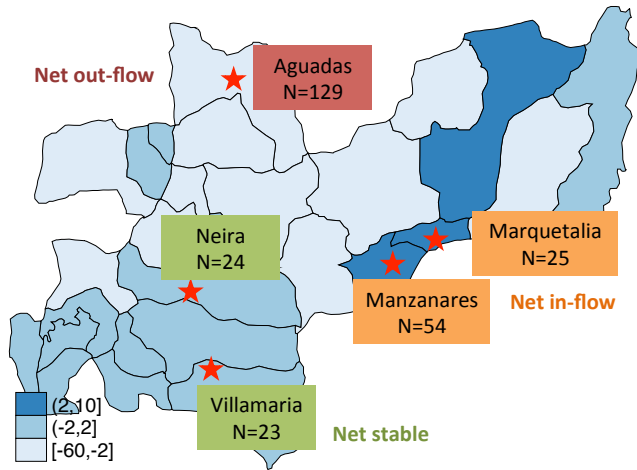 Net out-flow
Aguadas
N=129
Neira
N=24
Marquetalia
N=25
Manzanares
N=54
Net in-flow
Villamaria
N=23
Net stable
(2,10]
(-2,2]
[-60,-2]